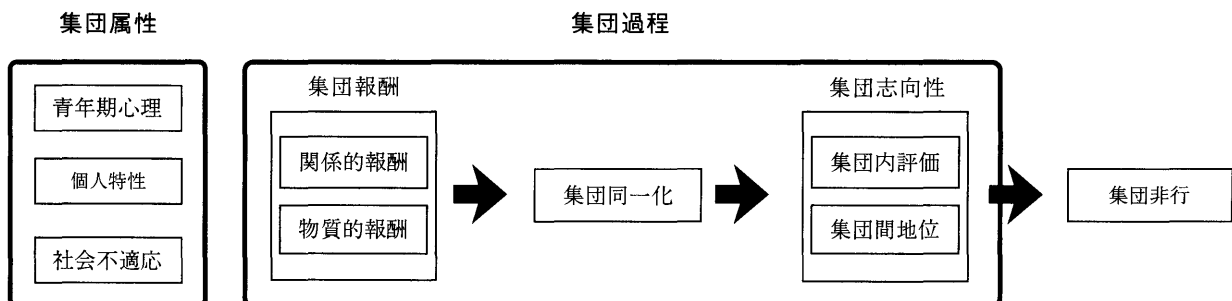 集団属性
集団過程
青年期心理
個人特性
社会不適応
集団報酬
関係的報酬
物質的報酬
集団同一化
集団志向性
集団内評価
集団間地位
集団非行